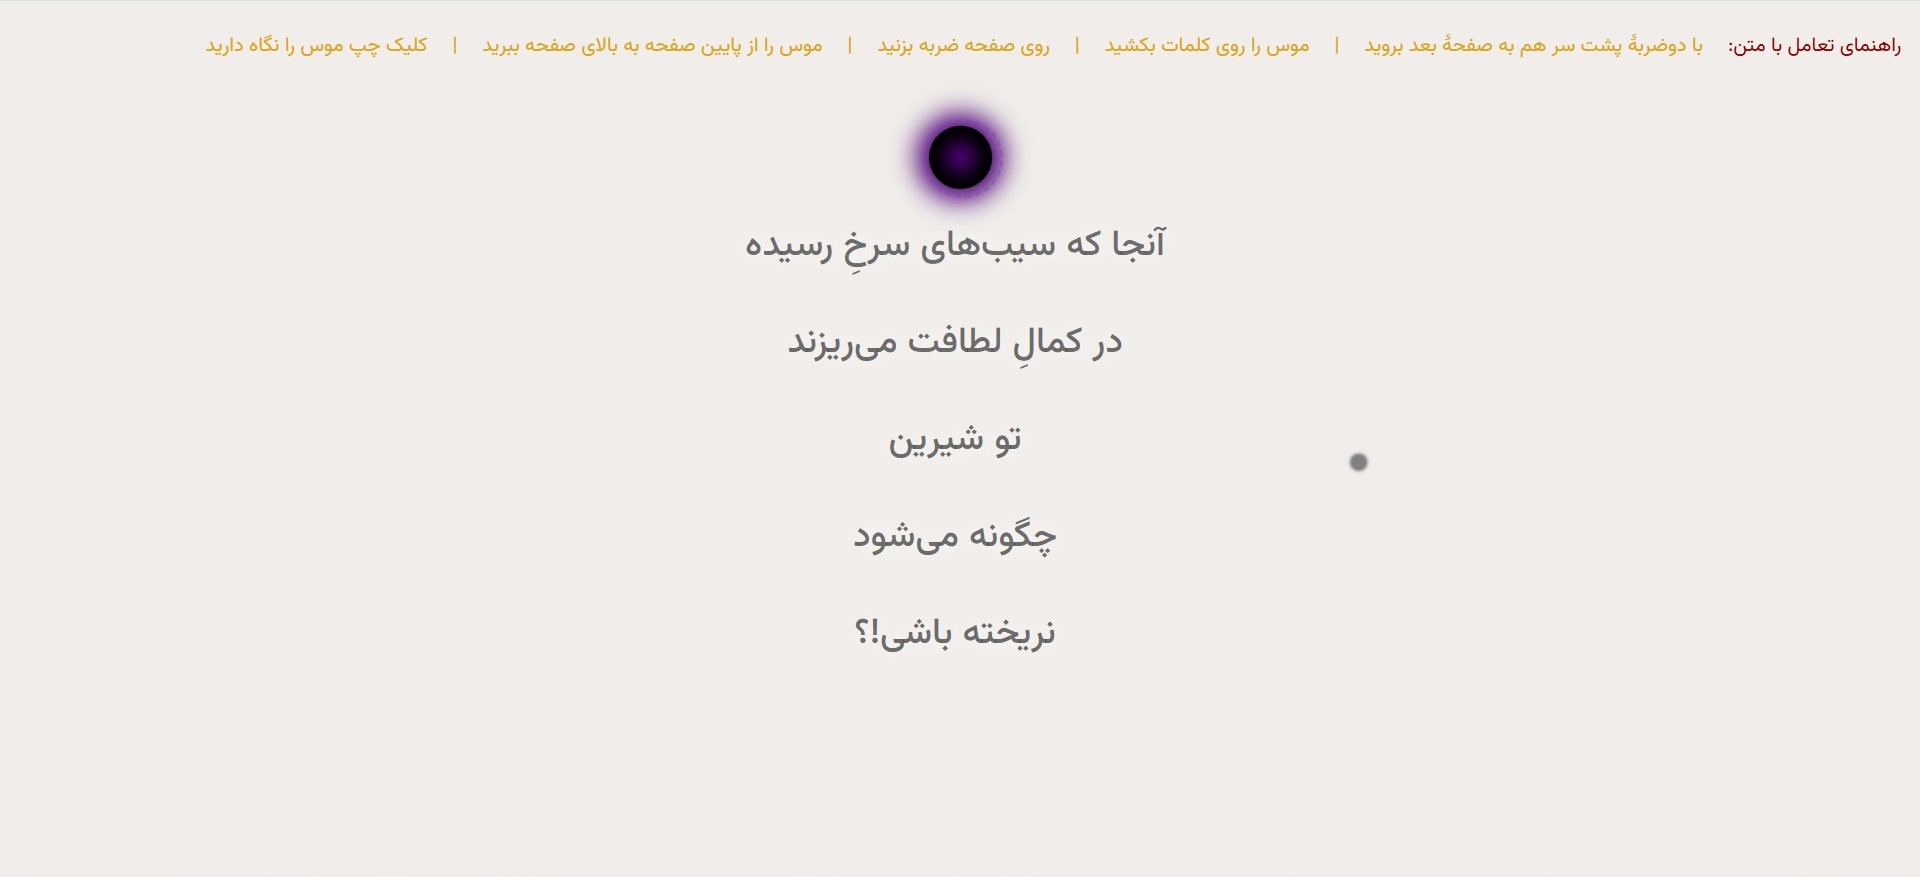 راهنمای تعامل با متن: با دوضربهٔ پشت سر هم به صفحهٔ بعد بروید | موس را روی کلمات بکشید | روی صفحه ضربه بزنید | موس را از پایین صفحه به بالای صفحه ببرید | کلیک چپ موس را نگاه دارید
آنجا که سیب‌های سرخِ رسیده
در کمالِ لطافت می‌ریزند
تو شیرین
چگونه می‌شود
نریخته باشی!؟